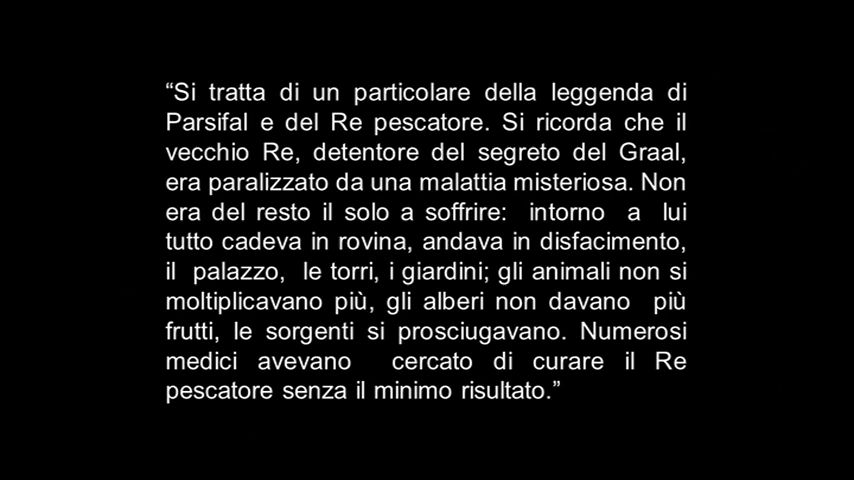 “Si tratta di un particolare della leggenda di
Parsifal e del Re pescatore. Si ricorda che il
vecchio Re, detentore del segreto del Graal,
era paralizzato da una malattia misteriosa. Non
era del resto il solo a soffrire: intorno a lui
tutto cadeva in rovina, andava in disfacimento,
il palazzo, le torri, i giardini; gli animali non si
moltiplicavano più, gli alberi non davano più
frutti, le sorgenti si prosciugavano. Numerosi
medici avevano cercato di curare il Re
pescatore senza il minimo risultato.”